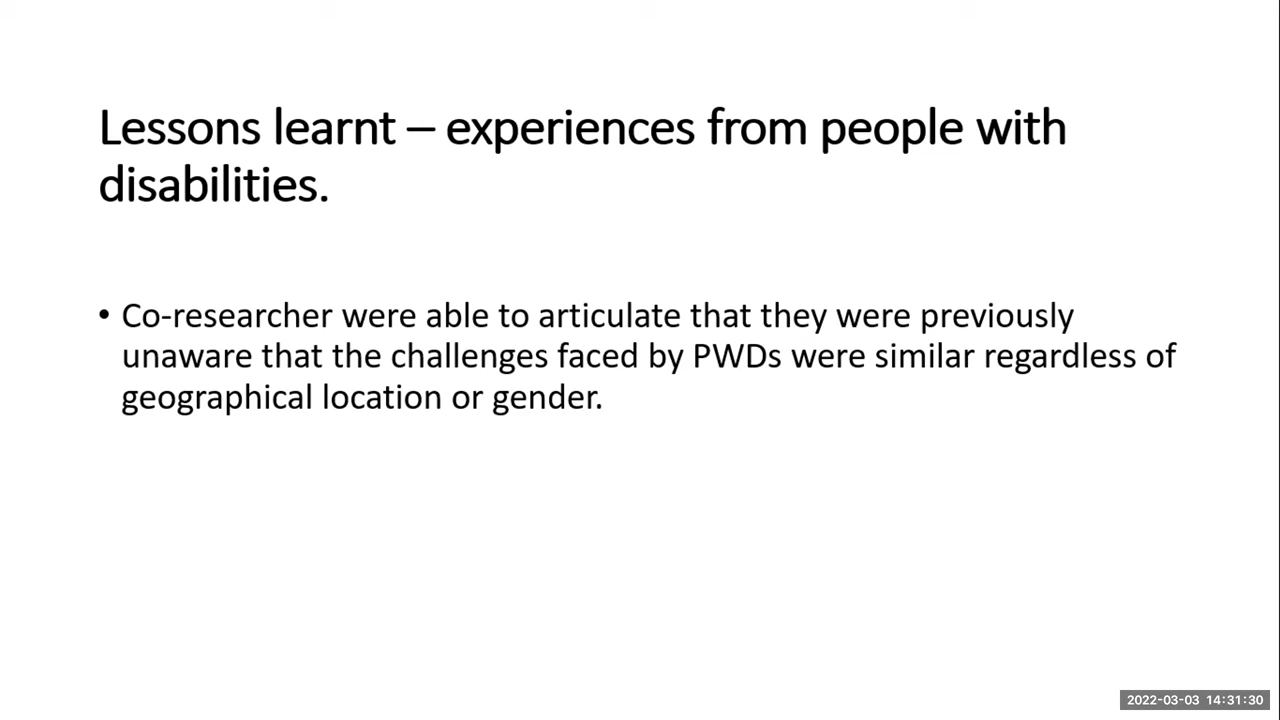 Lessons learnt – experiences from people with
disabilities.
• Co-researcher were able to articulate that they were previously
unaware that the challenges faced by PWDs were similar regardless of
geographical location or gender.
2022-03-03 14:31:30